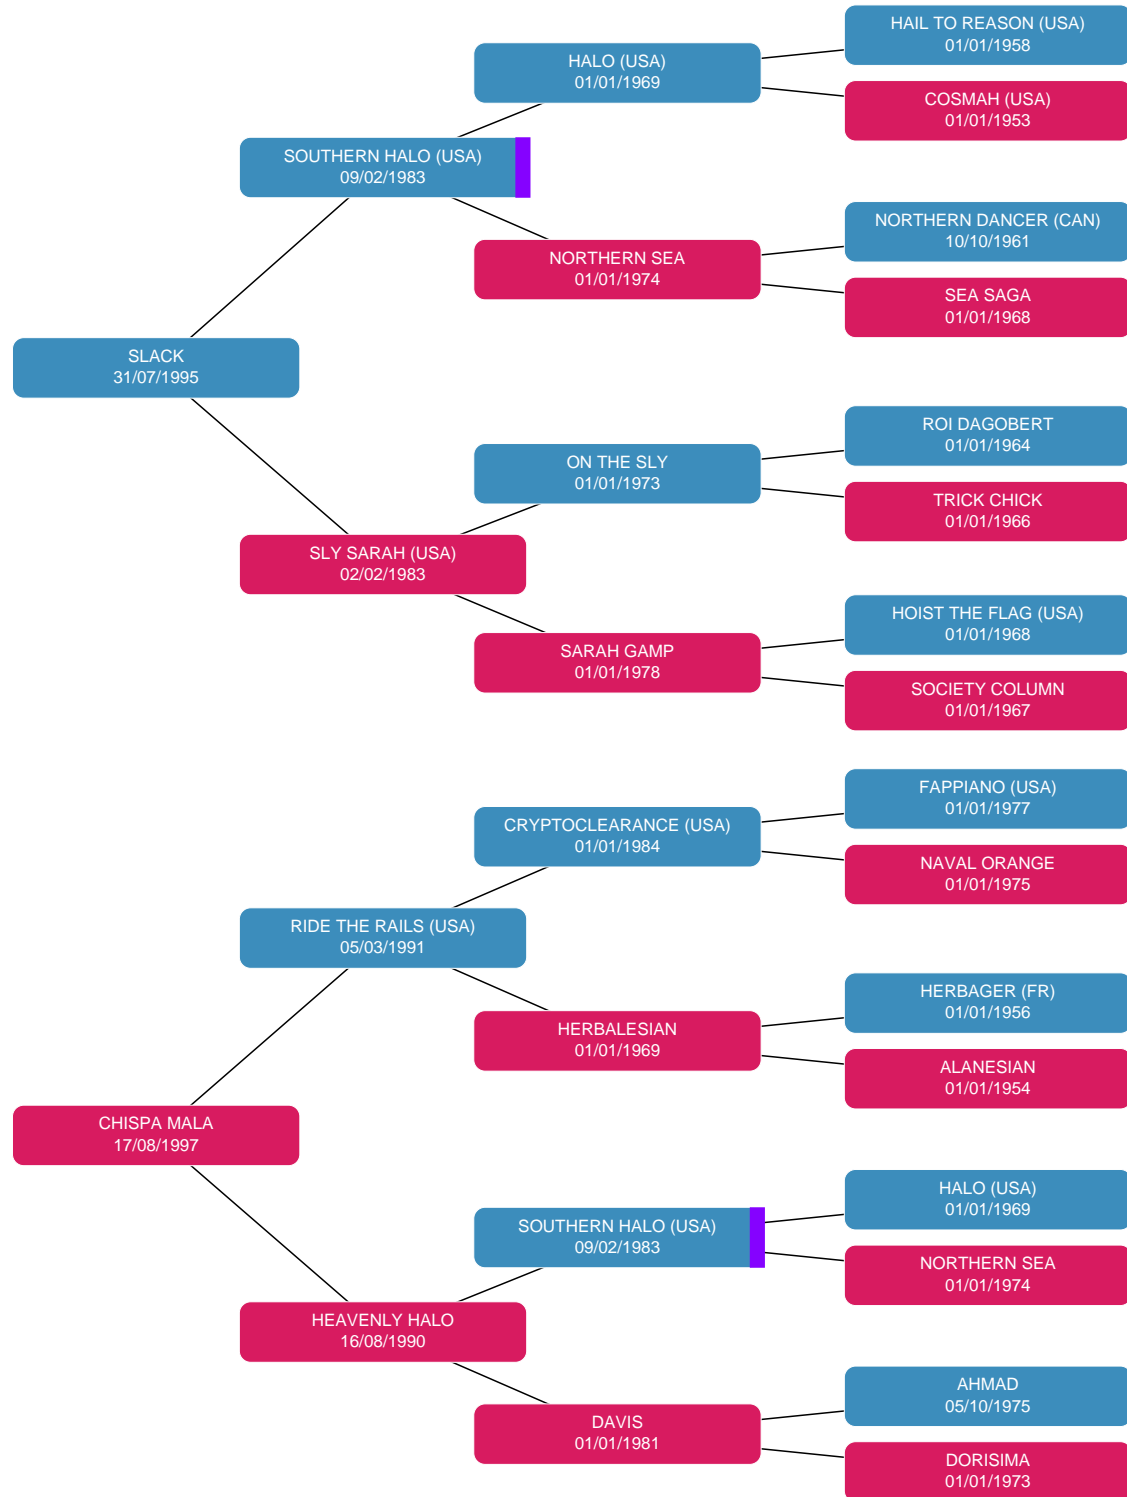 HAIL TO REASON (USA)
01/01/1958
HALO (USA)
01/01/1969
COSMAH (USA)
01/01/1953
SOUTHERN HALO (USA)
09/02/1983
NORTHERN DANCER (CAN)
10/10/1961
NORTHERN SEA
01/01/1974
SEA SAGA
01/01/1968
SLACK
31/07/1995
ROI DAGOBERT
01/01/1964
ON THE SLY
01/01/1973
TRICK CHICK
01/01/1966
SLY SARAH (USA)
02/02/1983
HOIST THE FLAG (USA)
01/01/1968
SARAH GAMP
01/01/1978
SOCIETY COLUMN
01/01/1967
FAPPIANO (USA)
01/01/1977
CRYPTOCLEARANCE (USA)
01/01/1984
NAVAL ORANGE
01/01/1975
RIDE THE RAILS (USA)
05/03/1991
HERBAGER (FR)
01/01/1956
HERBALESIAN
01/01/1969
ALANESIAN
01/01/1954
CHISPA MALA
17/08/1997
HALO (USA)
01/01/1969
SOUTHERN HALO (USA)
09/02/1983
NORTHERN SEA
01/01/1974
HEAVENLY HALO
16/08/1990
AHMAD
05/10/1975
DAVIS
01/01/1981
DORISIMA
01/01/1973